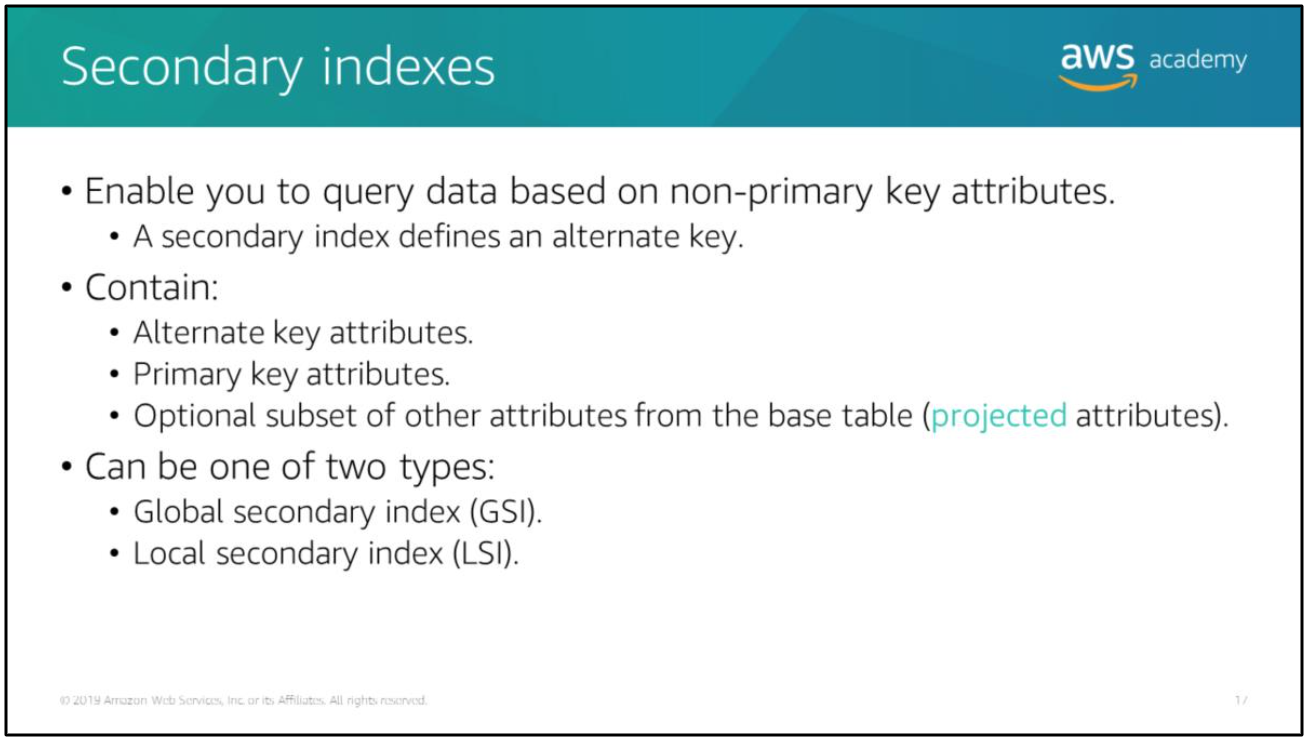 Secondary indexes
aws academy
• Enable you to query data based on non-primary key attributes.
• A secondary index defines an alternate key.
• Contain:
• Alternate key attributes.
• Primary key attributes.
• Optional subset of other attributes from the base table (projected attributes).
• Can be one of two types:
• Global secondary index (GSI).
• Local secondary index (LSI).
© 2019 Amazon Web Services, Inc. or its Affiliates. All rights reserved.
17